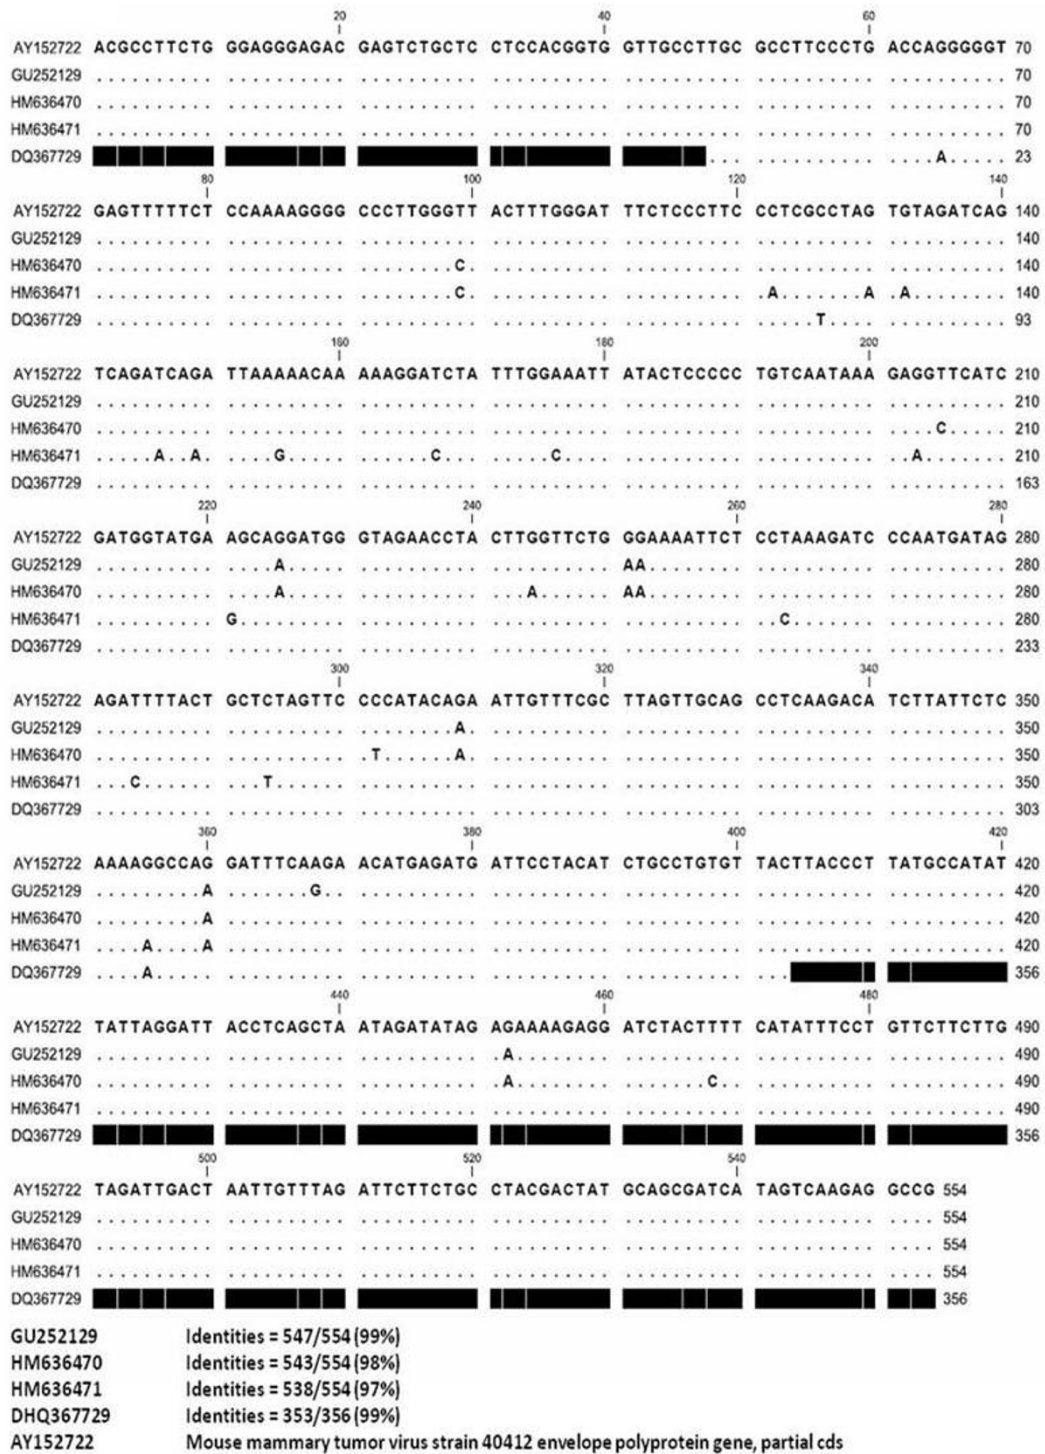 20 40 60
AY152722 ACGCCTTCTG GGAGGGAGAC GAGTCTGCTC CTCCACGGTG GTTGCCTTGC GCCTTCCCTG ACCAGGGGGT 70
GU252129 .......... .......... .......... .......... .......... .......... .......... 70
HM636470 .......... .......... .......... .......... .......... .......... .......... 70
HM636471 .......... .......... .......... .......... .......... .......... .......... 70
DQ367729 ... .......... ....A..... 23
80 100 120 140
AY152722 GAGTTTTTCT CCAAAAGGGG CCCTTGGGTT ACTTTGGGAT TTCTCCCTTC CCTCGCCTAG TGTAGATCAG 140
GU252129 .......... .......... .......... .......... .......... .......... .......... 140
HM636470 .......... .......... ........C. .......... .......... .......... .......... 140
HM636471 .......... .......... ........C. .......... .......... .A.......A .A........ 140
DQ367729 .......... .......... .......... .......... .......... .....T.... .......... 93
160 180 200
AY152722 TCAGATCAGA TTAAAAACAA AAAGGATCTA TTTGGAAATT ATACTCCCCC TGTCAATAAA GAGGTTCATC 210
GU252129 .......... .......... .......... .......... .......... .......... .......... 210
HM636470 .......... .......... .......... .......... .......... .......... ....C..... 210
HM636471 .....A..A. ....G..... ......C... .....C.... .......... .......... ..A....... 210
DQ367729 .......... .......... .......... .......... .......... .......... .......... 163
220 240 260 280
AY152722 GATGGTATGA AGCAGGATGG GTAGAACCTA CTTGGTTCTG GGAAAATTCT CCTAAAGATC CCAATGATAG 280
GU252129 .......... ....A..... .......... .......... AA........ .......... .......... 280
HM636470 .......... ....A..... .......... ...A...... AA........ .......... .......... 280
HM636471 .......... G......... .......... .......... .......... ..C....... .......... 280
DQ367729 .......... .......... .......... .......... .......... .......... .......... 233
300 320 340
AY152722 AGATTTTACT GCTCTAGTTC CCCATACAGA ATTGTTTCGC TTAGTTGCAG CCTCAAGACA TCTTATTCTC 350
GU252129 .......... .......... ........A. .......... .......... .......... .......... 350
HM636470 .......... .......... .T......A. .......... .......... .......... .......... 350
HM636471 ...C...... ...T...... .......... .......... .......... .......... .......... 350
DQ367729 .......... .......... .......... .......... .......... .......... .......... 303
360 380 400 420
AY152722 AAAAGGCCAG GATTTCAAGA ACATGAGATG ATTCCTACAT CTGCCTGTGT TACTTACCCT TATGCCATAT 420
GU252129 .........A .......G.. .......... .......... .......... .......... .......... 420
HM636470 .........A .......... .......... .......... .......... .......... .......... 420
HM636471 ....A....A .......... .......... .......... .......... .......... .......... 420
DQ367729 ....A..... .......... .......... .......... .......... ... 356
440 460 480
AY152722 TATTAGGATT ACCTCAGCTA ATAGATATAG AGAAAAGAGG ATCTACTTTT CATATTTCCT GTTCTTCTTG 490
GU252129 .......... .......... .......... .A........ .......... .......... .......... 490
HM636470 .......... .......... .......... .A........ .......C.. .......... .......... 490
HM636471 .......... .......... .......... .......... .......... .......... .......... 490
DQ367729 356
500 520 540
AY152722 TAGATTGACT AATTGTTTAG ATTCTTCTGC CTACGACTAT GCAGCGATCA TAGTCAAGAG GCCG 554
GU252129 .......... .......... .......... .......... .......... .......... .... 554
HM636470 .......... .......... .......... .......... .......... .......... .... 554
HM636471 .......... .......... .......... .......... .......... .......... .... 554
DQ367729 356
GU252129 Identities = 547/554 (99%)
HM636470 Identities = 543/554 (98%)
HM636471 Identities = 538/554 (97%)
DHQ367729 Identities = 353/356 (99%)
AY152722 Mouse mammary tumor virus strain 40412 envelope polyprotein gene, partial cds